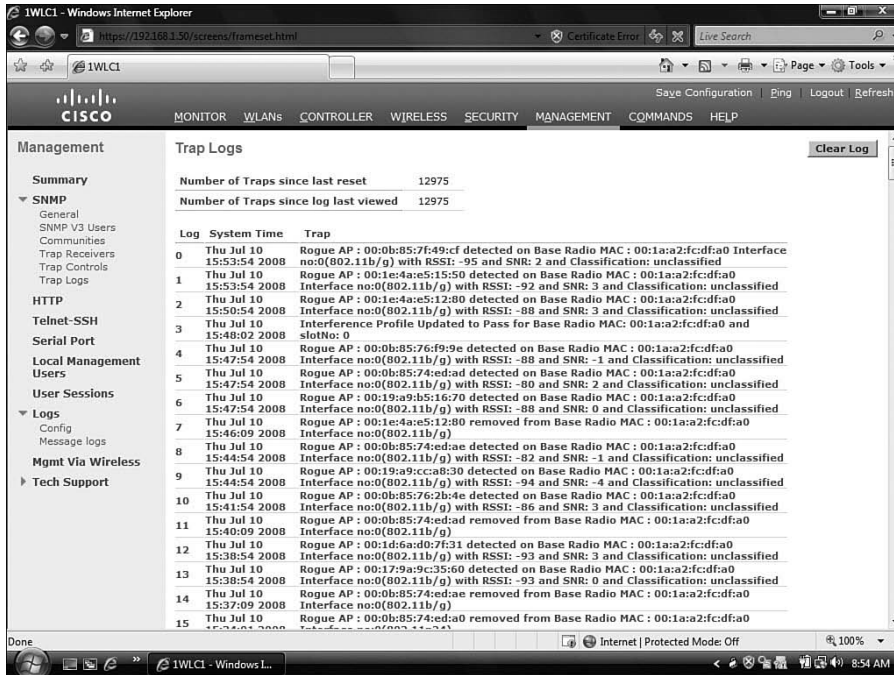 1WLC1 - Windows Internet Explorer
https://192.168.1.50/screens/frameset.html
Certificate Error
Live Search
1WLC1
Page
Tools
Save Configuration | Ping | Logout | Refresh
CISCO
MONITOR WLANs CONTROLLER WIRELESS SECURITY MANAGEMENT COMMANDS HELP
Management
Summary
SNMP
General
SNMP V3 Users
Communities
Trap Receivers
Trap Controls
Trap Logs
HTTP
Telnet-SSH
Serial Port
Local Management
Users
User Sessions
Logs
Config
Message logs
Mgmt Via Wireless
Tech Support
Trap Logs
Clear Log
Number of Traps since last reset 12975
Number of Traps since log last viewed 12975
Log System Time Trap
0 Thu Jul 10 15:53:54 2008 Rogue AP : 00:0b:85:7f:49:cf detected on Base Radio MAC : 00:1a:a2:fc:df:a0 Interface
no:0(802.11b/g) with RSSI: -95 and SNR: 2 and Classification: unclassified
1 Thu Jul 10 15:53:54 2008 Rogue AP : 00:1e:4a:e5:15:50 detected on Base Radio MAC : 00:1a:a2:fc:df:a0
Interface no:0(802.11b/g) with RSSI: -92 and SNR: 3 and Classification: unclassified
2 Thu Jul 10 15:50:54 2008 Rogue AP : 00:1e:4a:e5:12:80 detected on Base Radio MAC : 00:1a:a2:fc:df:a0
Interface no:0(802.11b/g) with RSSI: -88 and SNR: 3 and Classification: unclassified
3 Thu Jul 10 15:48:02 2008 Interference Profile Updated to Pass for Base Radio MAC: 00:1a:a2:fc:df:a0 and
slotNo: 0
4 Thu Jul 10 15:47:54 2008 Rogue AP : 00:0b:85:76:f9:9e detected on Base Radio MAC : 00:1a:a2:fc:df:a0
Interface no:0(802.11b/g) with RSSI: -88 and SNR: -1 and Classification: unclassified
5 Thu Jul 10 15:47:54 2008 Rogue AP : 00:0b:85:74:ed:ad detected on Base Radio MAC : 00:1a:a2:fc:df:a0
Interface no:0(802.11b/g) with RSSI: -80 and SNR: 2 and Classification: unclassified
6 Thu Jul 10 15:47:54 2008 Rogue AP : 00:19:a9:b5:16:70 detected on Base Radio MAC : 00:1a:a2:fc:df:a0
Interface no:0(802.11b/g) with RSSI: -88 and SNR: 0 and Classification: unclassified
7 Thu Jul 10 15:46:09 2008 Rogue AP : 00:1e:4a:e5:12:80 removed from Base Radio MAC : 00:1a:a2:fc:df:a0
Interface no:0(802.11b/g)
8 Thu Jul 10 15:44:54 2008 Rogue AP : 00:0b:85:74:ed:ae detected on Base Radio MAC : 00:1a:a2:fc:df:a0
Interface no:0(802.11b/g) with RSSI: -82 and SNR: -1 and Classification: unclassified
9 Thu Jul 10 15:44:54 2008 Rogue AP : 00:19:a9:cc:a8:30 detected on Base Radio MAC : 00:1a:a2:fc:df:a0
Interface no:0(802.11b/g) with RSSI: -94 and SNR: -4 and Classification: unclassified
10 Thu Jul 10 15:41:54 2008 Rogue AP : 00:0b:85:76:2b:4e detected on Base Radio MAC : 00:1a:a2:fc:df:a0
Interface no:0(802.11b/g) with RSSI: -86 and SNR: 3 and Classification: unclassified
11 Thu Jul 10 15:40:09 2008 Rogue AP : 00:0b:85:74:ed:ad removed from Base Radio MAC : 00:1a:a2:fc:df:a0
Interface no:0(802.11b/g)
12 Thu Jul 10 15:38:54 2008 Rogue AP : 00:1d:6a:d0:7f:31 detected on Base Radio MAC : 00:1a:a2:fc:df:a0
Interface no:0(802.11b/g) with RSSI: -93 and SNR: 3 and Classification: unclassified
13 Thu Jul 10 15:38:54 2008 Rogue AP : 00:17:9a:9c:35:60 detected on Base Radio MAC : 00:1a:a2:fc:df:a0
Interface no:0(802.11b/g) with RSSI: -93 and SNR: 0 and Classification: unclassified
14 Thu Jul 10 15:37:09 2008 Rogue AP : 00:0b:85:74:ed:ae removed from Base Radio MAC : 00:1a:a2:fc:df:a0
Interface no:0(802.11b/g)
15 Thu Jul 10 Rogue AP : 00:0b:85:74:ed:a0 removed from Base Radio MAC : 00:1a:a2:fc:df:a0
Done
Internet | Protected Mode: Off
100%
1WLC1 - Windows I...
8:54 AM